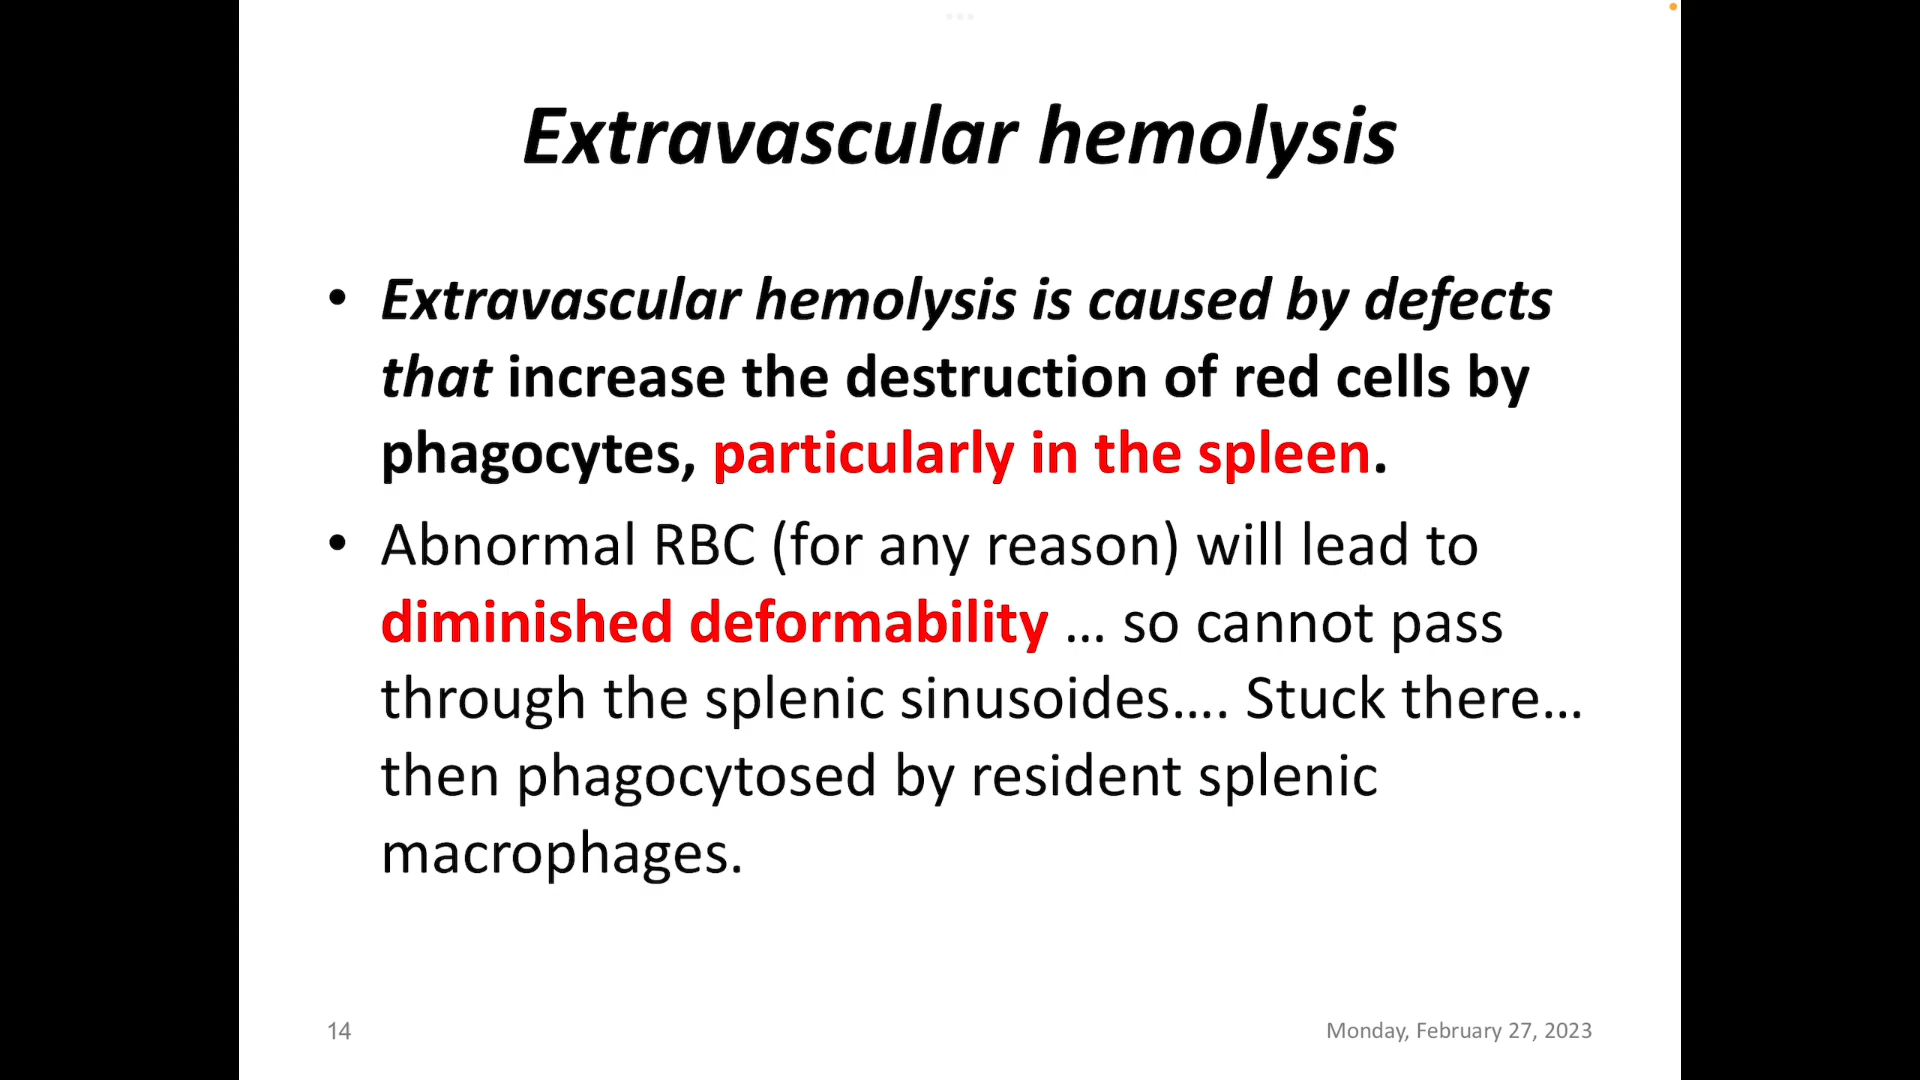 Extravascular hemolysis
• Extravascular hemolysis is caused by defects
that increase the destruction of red cells by
phagocytes, particularly in the spleen.
• Abnormal RBC (for any reason) will lead to
diminished deformability ... so cannot pass
through the splenic sinusoides.... Stuck there...
then phagocytosed by resident splenic
macrophages.
14
Monday, February 27, 2023